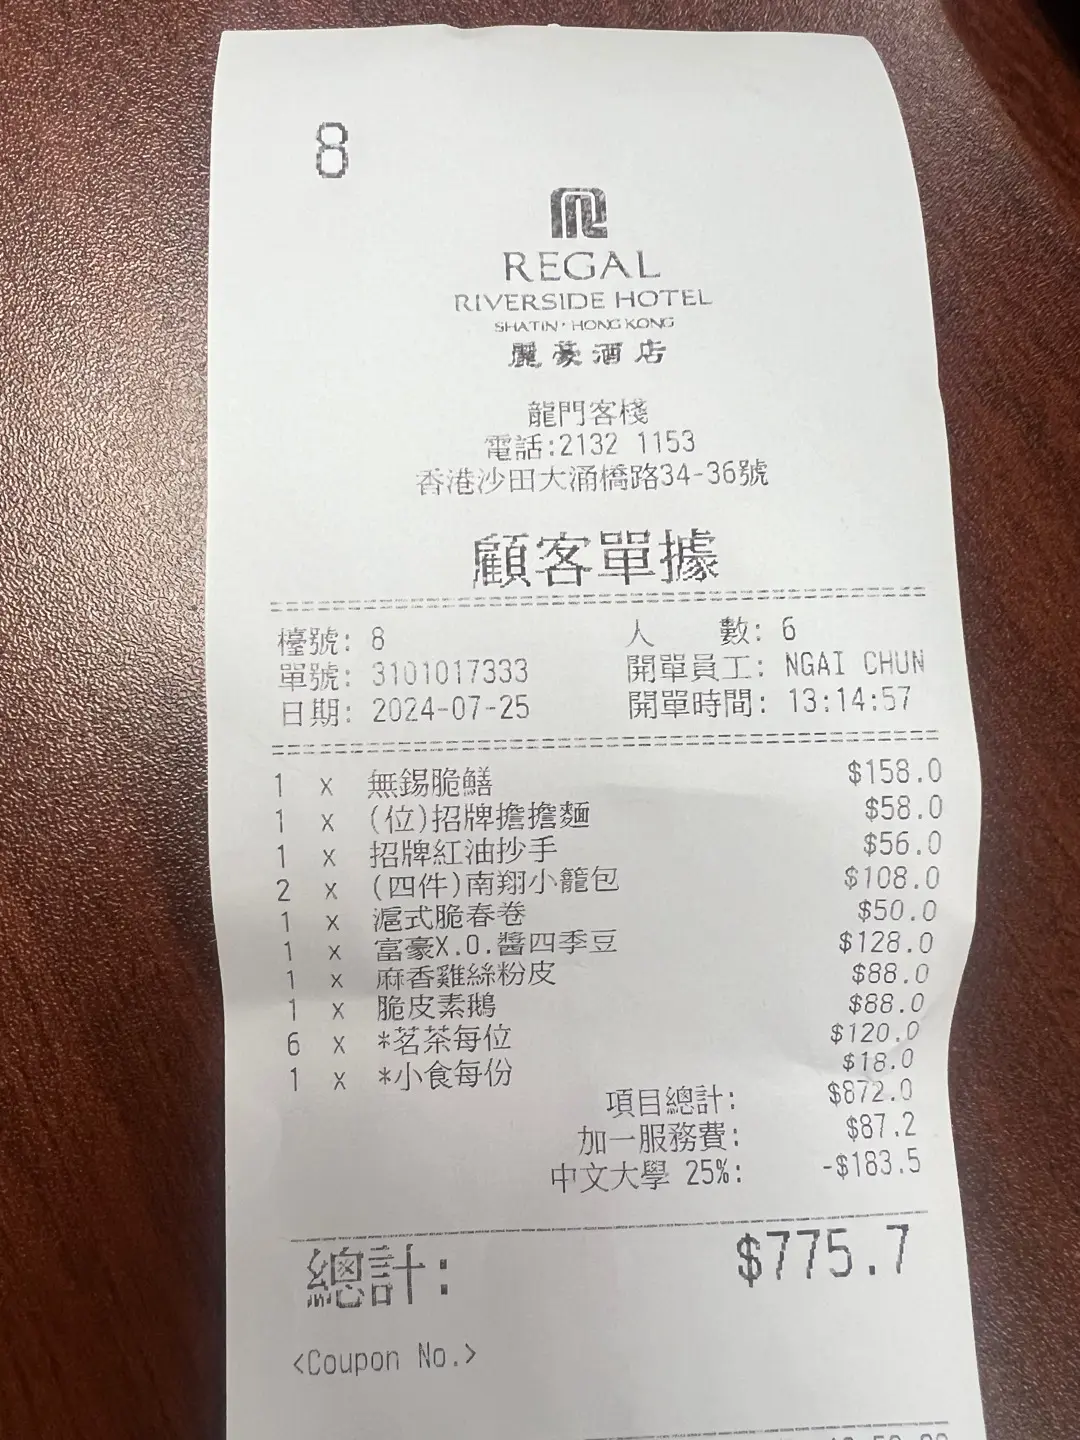 8
REGAL
RIVERSIDE HOTEL
SHATIN·HONG KONG
麗豪酒店
龍門客棧
電話:2132 1153
香港沙田大涌橋路34-36號
顧客單據
檯號: 8 人 數: 6
單號: 3101017333 開單員工: NGAI CHUN
日期: 2024-07-25 開單時間: 13:14:57
1 x 無錫脆鱔 $158.0
1 x (位)招牌擔擔麵 $58.0
1 x 招牌紅油抄手 $56.0
2 x (四件)南翔小籠包 $108.0
1 x 滬式脆春卷 $50.0
1 x 富豪X.O.醬四季豆 $128.0
1 x 麻香雞絲粉皮 $88.0
1 x 脆皮素鵝 $88.0
6 x *茗茶每位 $120.0
1 x *小食每份 $18.0
項目總計: $872.0
加一服務費: $87.2
中文大學 25%: -$183.5
總計: $775.7
<Coupon No.>